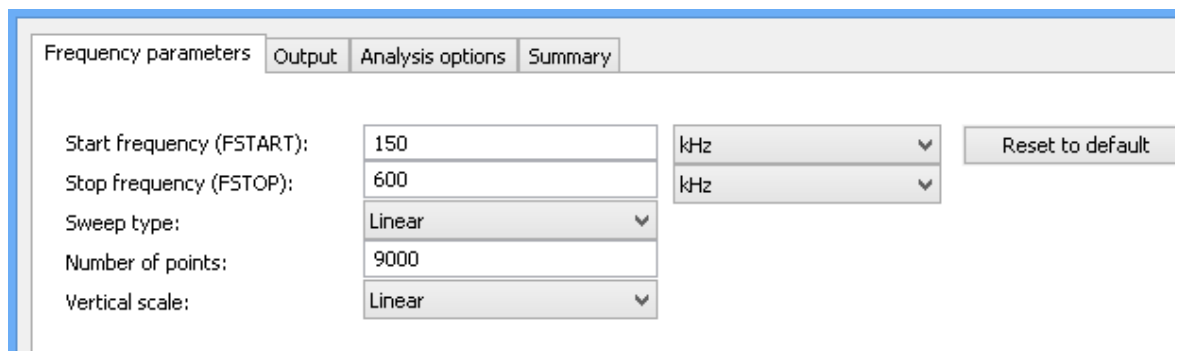 Frequency parameters Output Analysis options Summary
Start frequency (FSTART): 150 kHz Reset to default
Stop frequency (FSTOP): 600 kHz
Sweep type: Linear
Number of points: 9000
Vertical scale: Linear